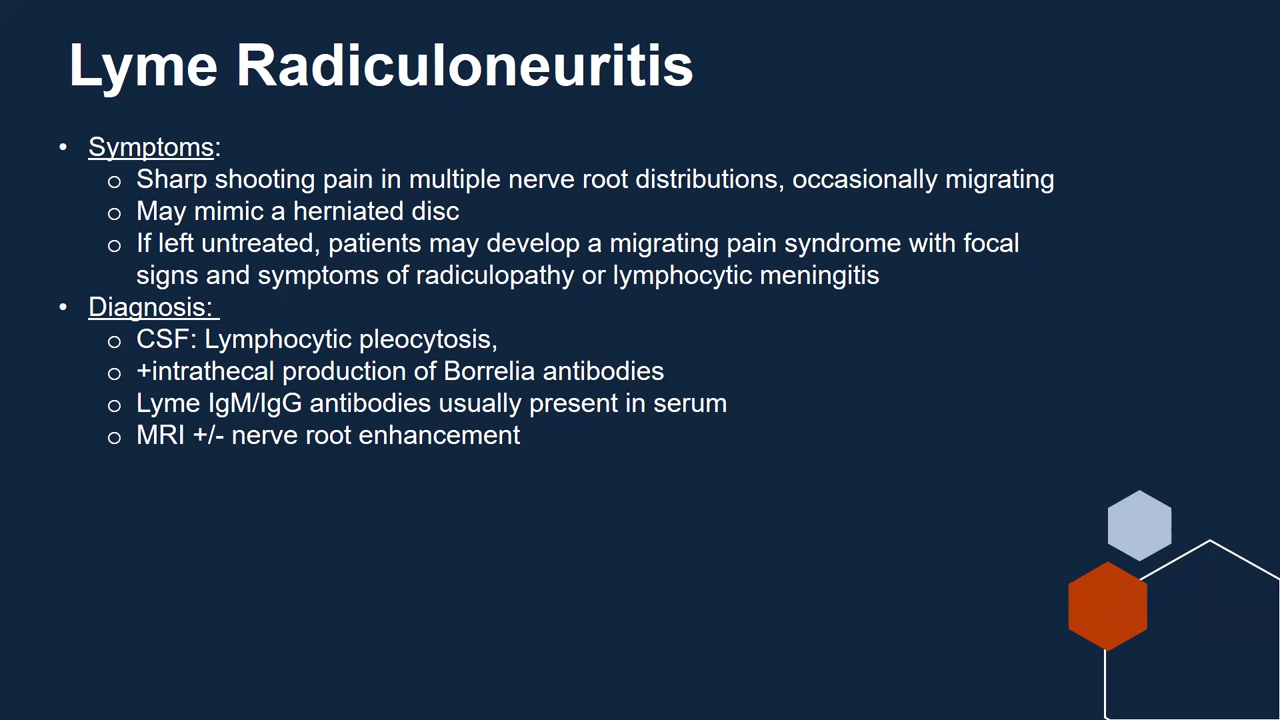 Lyme Radiculoneuritis
• Symptoms:
o Sharp shooting pain in multiple nerve root distributions, occasionally migrating
o May mimic a herniated disc
o If left untreated, patients may develop a migrating pain syndrome with focal
signs and symptoms of radiculopathy or lymphocytic meningitis
• Diagnosis:
o CSF: Lymphocytic pleocytosis,
o +intrathecal production of Borrelia antibodies
o Lyme IgM/IgG antibodies usually present in serum
o MRI +/- nerve root enhancement